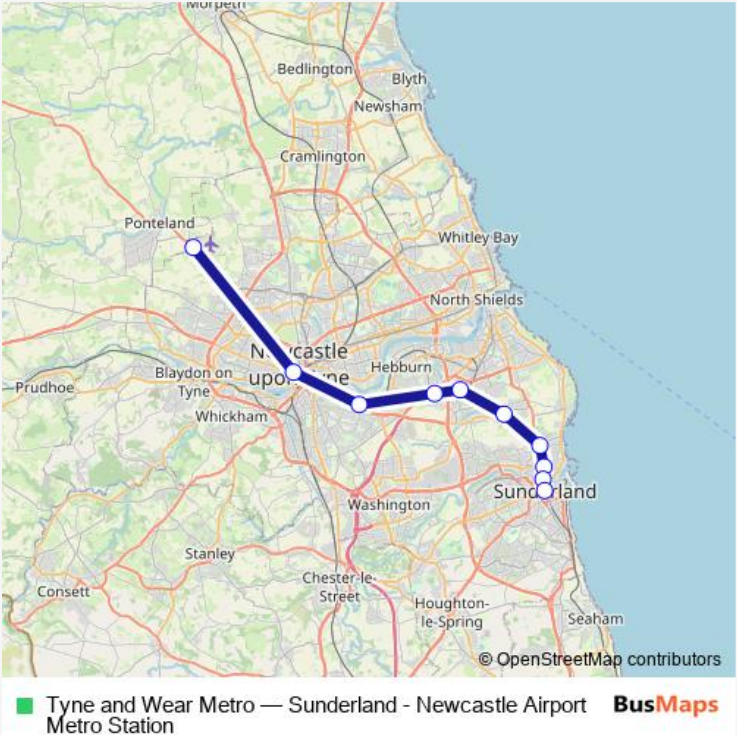 Morpeth
Bedlington
Blyth
Newsham
Cramlington
Ponteland
Whitley Bay
North Shields
Newcastle
upon Tyne
Hebburn
Blaydon on
Tyne
Prudhoe
Whickham
Sunderland
Washington
Stanley
Chester-le-
Street
Consett
Houghton-
le-Spring
Seaham
© OpenStreetMap contributors
Tyne and Wear Metro — Sunderland - Newcastle Airport
Metro Station
BusMaps